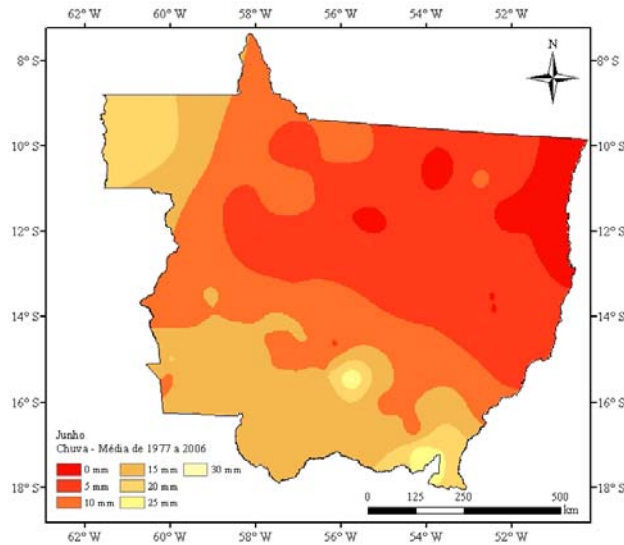 62° W 60° W 58° W 56° W 54° W 52° W
N
8° S 8° S
10° S 10° S
12° S 12° S
14° S 14° S
16° S 16° S
18° S 18° S
Junho
Chuva - Média de 1977 a 2006
0 mm 15 mm 30 mm
5 mm 20 mm
10 mm 25 mm
0 125 250 500
km
62° W 60° W 58° W 56° W 54° W 52° W